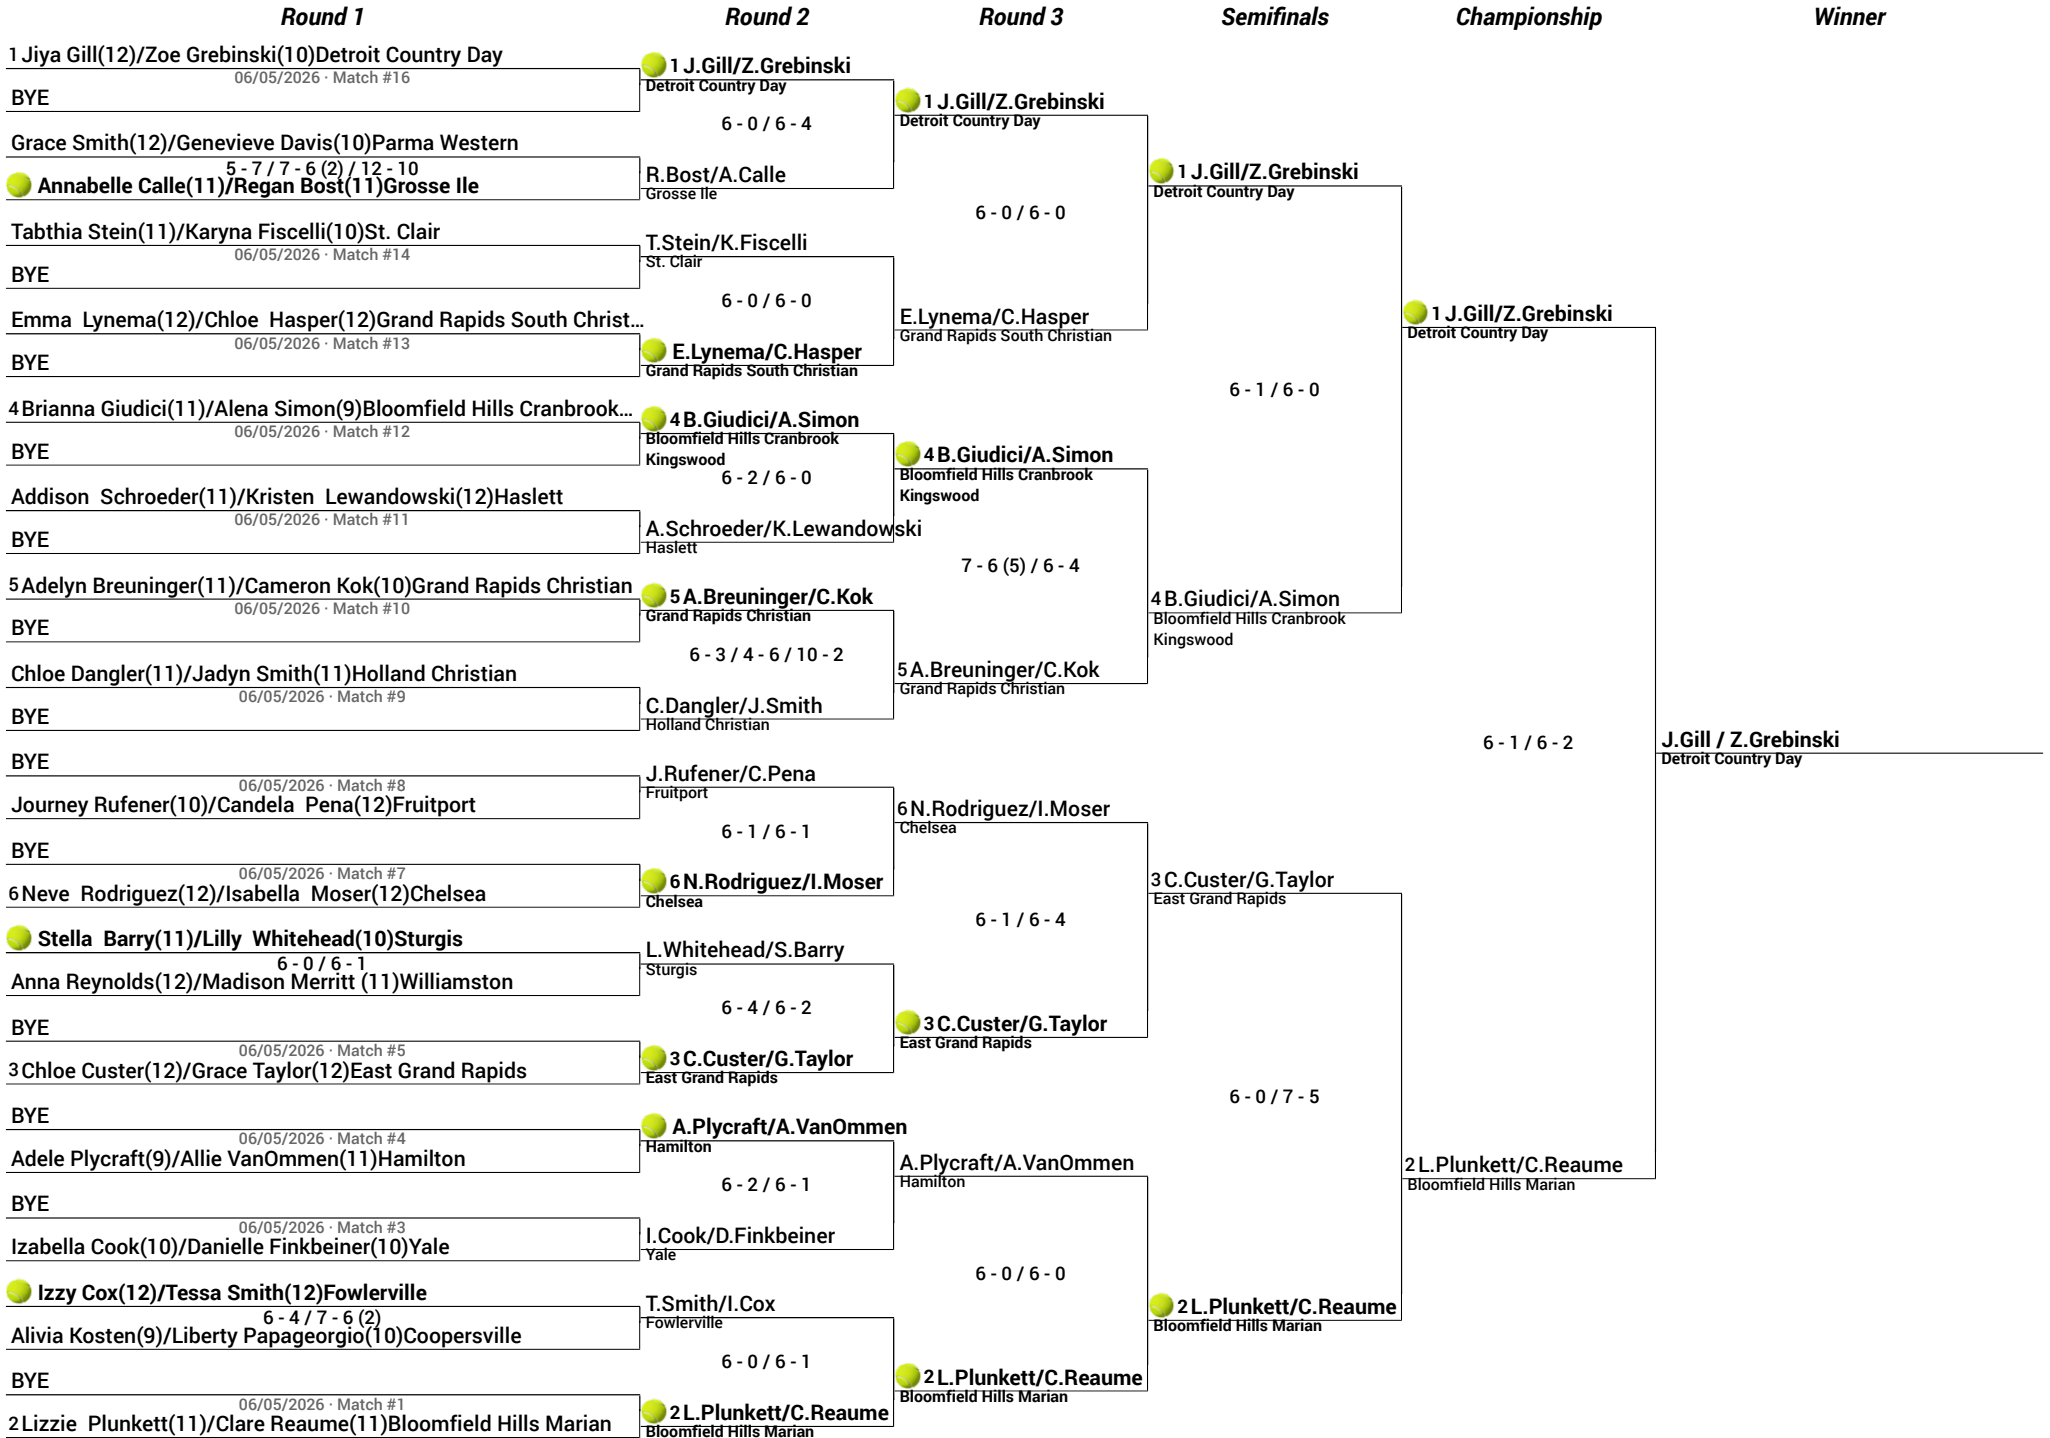 Round 1
Round 2
Round 3
Semifinals
Championship
Winner
1 Jiya Gill(12)/Zoe Grebinski(10)Detroit Country Day
06/05/2026 · Match #16
BYE
Grace Smith(12)/Genevieve Davis(10)Parma Western
5 - 7 / 7 - 6 (2) / 12 - 10
Annabelle Calle(11)/Regan Bost(11)Grosse Ile
Tabthia Stein(11)/Karyna Fiscelli(10)St. Clair
06/05/2026 · Match #14
BYE
Emma Lynema(12)/Chloe Hasper(12)Grand Rapids South Christ...
06/05/2026 · Match #13
BYE
4 Brianna Giudici(11)/Alena Simon(9)Bloomfield Hills Cranbrook...
06/05/2026 · Match #12
BYE
Addison Schroeder(11)/Kristen Lewandowski(12)Haslett
06/05/2026 · Match #11
BYE
5 Adelyn Breuninger(11)/Cameron Kok(10)Grand Rapids Christian
06/05/2026 · Match #10
BYE
Chloe Dangler(11)/Jadyn Smith(11)Holland Christian
06/05/2026 · Match #9
BYE
BYE
06/05/2026 · Match #8
Journey Rufener(10)/Candela Pena(12)Fruitport
BYE
06/05/2026 · Match #7
6 Neve Rodriguez(12)/Isabella Moser(12)Chelsea
Stella Barry(11)/Lilly Whitehead(10)Sturgis
6 - 0 / 6 - 1
Anna Reynolds(12)/Madison Merritt (11)Williamston
BYE
06/05/2026 · Match #5
3 Chloe Custer(12)/Grace Taylor(12)East Grand Rapids
BYE
06/05/2026 · Match #4
Adele Plycraft(9)/Allie VanOmmen(11)Hamilton
BYE
06/05/2026 · Match #3
Izabella Cook(10)/Danielle Finkbeiner(10)Yale
Izzy Cox(12)/Tessa Smith(12)Fowlerville
6 - 4 / 7 - 6 (2)
Alivia Kosten(9)/Liberty Papageorgio(10)Coopersville
BYE
06/05/2026 · Match #1
2 Lizzie Plunkett(11)/Clare Reaume(11)Bloomfield Hills Marian
1 J.Gill/Z.Grebinski
Detroit Country Day
6 - 0 / 6 - 4
R.Bost/A.Calle
Grosse Ile
T.Stein/K.Fiscelli
St. Clair
6 - 0 / 6 - 0
E.Lynema/C.Hasper
Grand Rapids South Christian
4 B.Giudici/A.Simon
Bloomfield Hills Cranbrook
Kingswood
6 - 2 / 6 - 0
A.Schroeder/K.Lewandowski
Haslett
5 A.Breuninger/C.Kok
Grand Rapids Christian
6 - 3 / 4 - 6 / 10 - 2
C.Dangler/J.Smith
Holland Christian
J.Rufener/C.Pena
Fruitport
6 - 1 / 6 - 1
6 N.Rodriguez/I.Moser
Chelsea
L.Whitehead/S.Barry
Sturgis
6 - 4 / 6 - 2
3 C.Custer/G.Taylor
East Grand Rapids
A.Plycraft/A.VanOmmen
Hamilton
6 - 2 / 6 - 1
I.Cook/D.Finkbeiner
Yale
T.Smith/I.Cox
Fowlerville
6 - 0 / 6 - 1
2 L.Plunkett/C.Reaume
Bloomfield Hills Marian
1 J.Gill/Z.Grebinski
Detroit Country Day
6 - 0 / 6 - 0
E.Lynema/C.Hasper
Grand Rapids South Christian
4 B.Giudici/A.Simon
Bloomfield Hills Cranbrook
Kingswood
7 - 6 (5) / 6 - 4
5 A.Breuninger/C.Kok
Grand Rapids Christian
6 N.Rodriguez/I.Moser
Chelsea
6 - 1 / 6 - 4
3 C.Custer/G.Taylor
East Grand Rapids
A.Plycraft/A.VanOmmen
Hamilton
6 - 0 / 6 - 0
2 L.Plunkett/C.Reaume
Bloomfield Hills Marian
1 J.Gill/Z.Grebinski
Detroit Country Day
6 - 1 / 6 - 0
4 B.Giudici/A.Simon
Bloomfield Hills Cranbrook
Kingswood
3 C.Custer/G.Taylor
East Grand Rapids
6 - 0 / 7 - 5
2 L.Plunkett/C.Reaume
Bloomfield Hills Marian
1 J.Gill/Z.Grebinski
Detroit Country Day
6 - 1 / 6 - 2
2 L.Plunkett/C.Reaume
Bloomfield Hills Marian
J.Gill / Z.Grebinski
Detroit Country Day